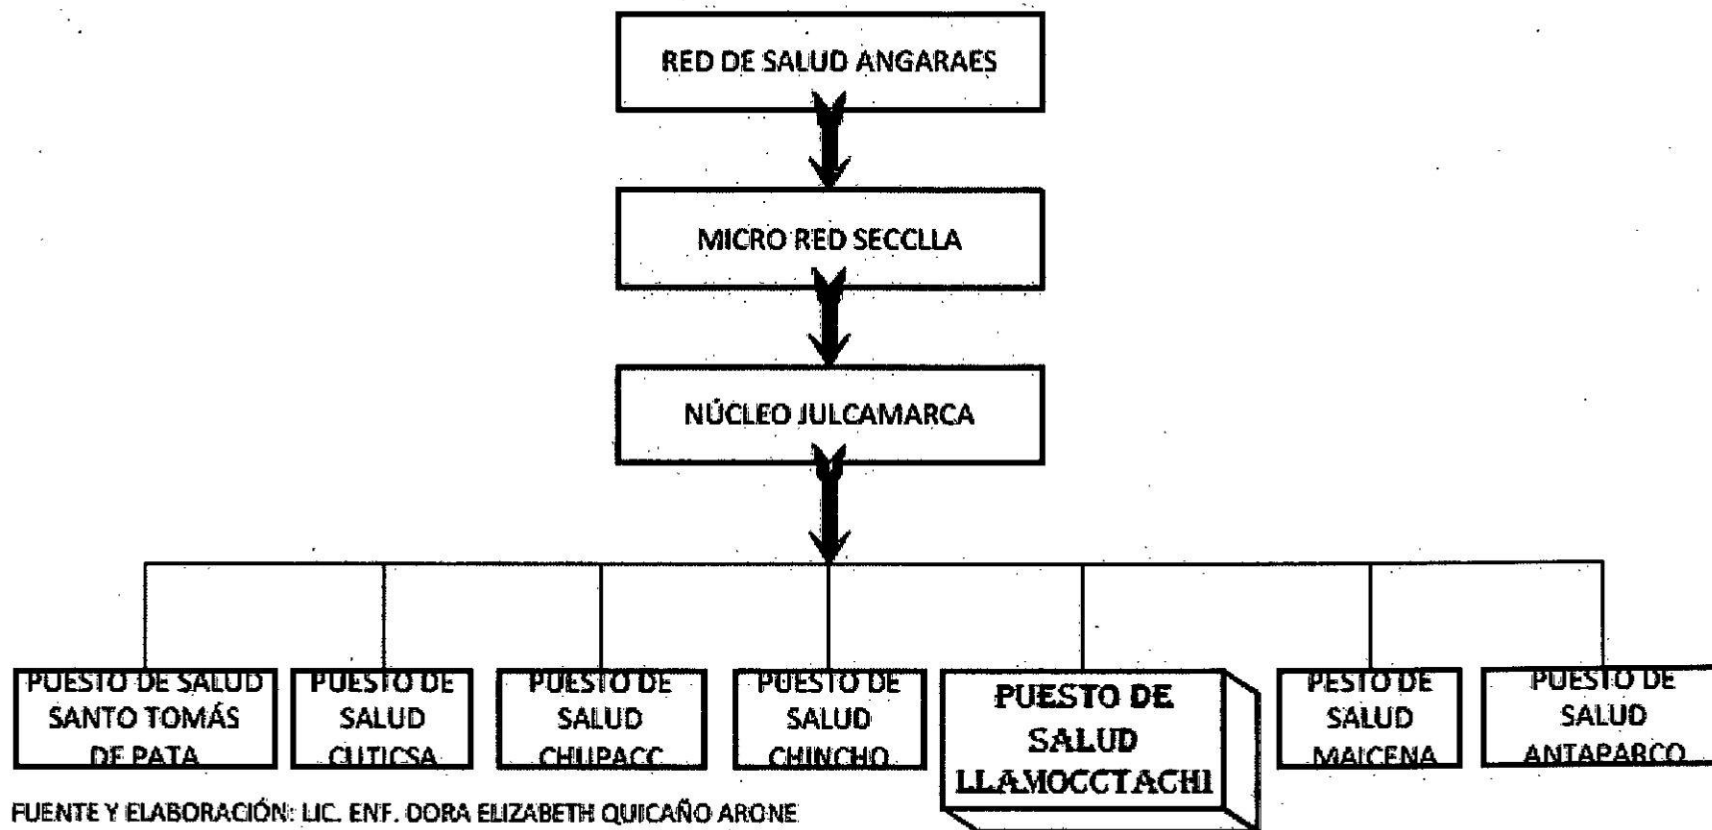 RED DE SALUD ANGARAES
MICRO RED SECCLLA
NÚCLEO JULCAMARCA
PUESTO DE SALUD
SANTO TOMÁS
DE PATA
PUESTO DE
SALUD
CUTICSA
PUESTO DE
SALUD
CHUPACC
PUESTO DE
SALUD
CHINCHO
PUESTO DE
SALUD
LLAMOCCTACHI
PESTO DE
SALUD
MAICENA
PUESTO DE
SALUD
ANTAPARCO
FUENTE Y ELABORACIÓN: LIC. ENF. DORA ELIZABETH QUICAÑO ARONE